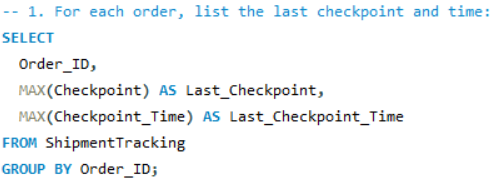 -- 1. For each order, list the last checkpoint and time:
SELECT
  Order_ID,
  MAX(Checkpoint) AS Last_Checkpoint,
  MAX(Checkpoint_Time) AS Last_Checkpoint_Time
FROM ShipmentTracking
GROUP BY Order_ID;